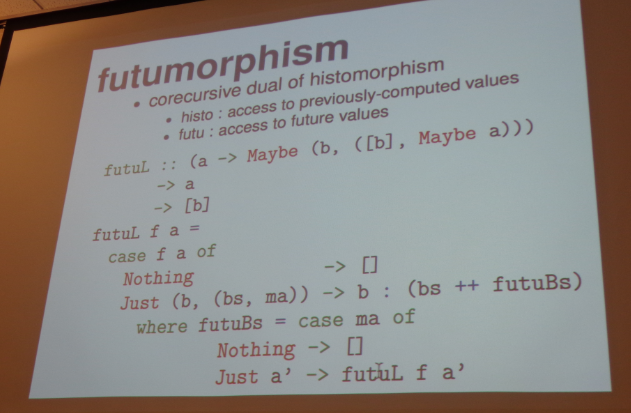 futumorphism
• corecursive dual of histomorphism
• histo : access to previously-computed values
• futu : access to future values
futuL :: (a -> Maybe (b, ([b], Maybe a)))
-> a
-> [b]
futuL f a =
case f a of
Nothing -> []
Just (b, (bs, ma)) -> b : (bs ++ futuBs)
where futuBs = case ma of
Nothing -> []
Just a’ -> futuL f a’